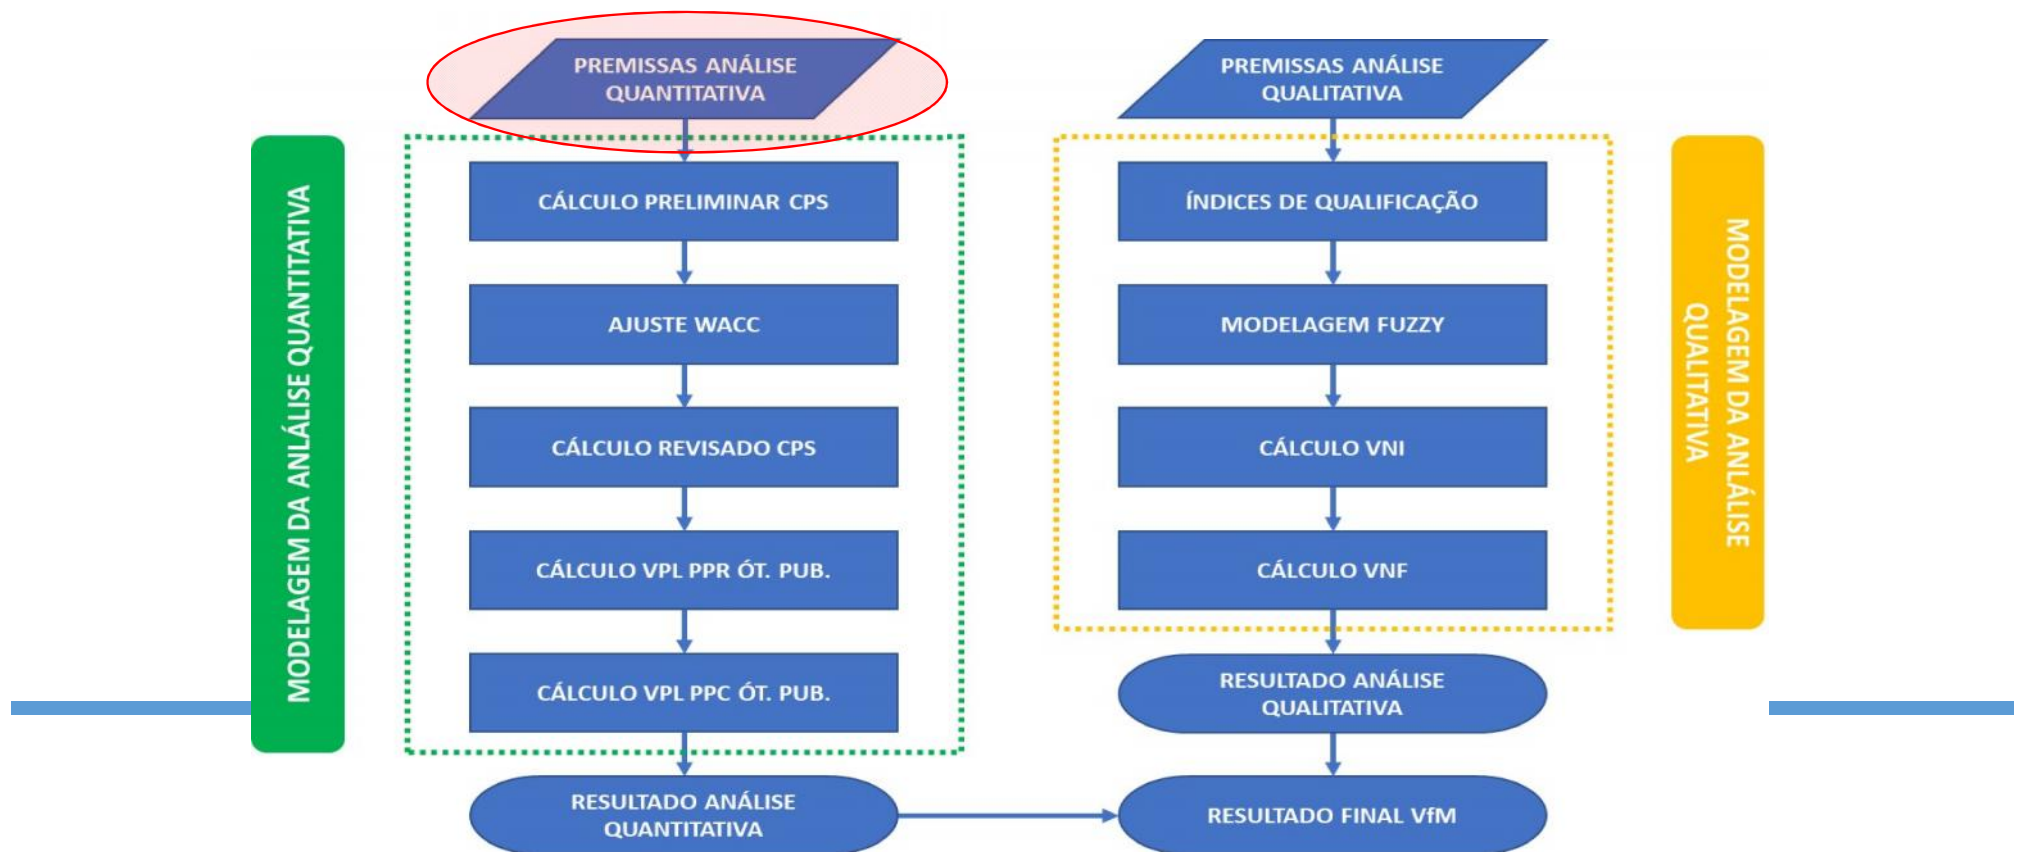 MODELAGEM DA ANLÁLISE QUANTITATIVA
PREMISSAS ANÁLISE
QUANTITATIVA
CÁLCULO PRELIMINAR CPS
AJUSTE WACC
CÁLCULO REVISADO CPS
CÁLCULO VPL PPR ÓT. PUB.
CÁLCULO VPL PPC ÓT. PUB.
RESULTADO ANÁLISE
QUANTITATIVA
PREMISSAS ANÁLISE
QUALITATIVA
ÍNDICES DE QUALIFICAÇÃO
MODELAGEM FUZZY
CÁLCULO VNI
CÁLCULO VNF
RESULTADO ANÁLISE
QUALITATIVA
RESULTADO FINAL VfM
MODELAGEM DA ANLÁLISE
QUALITATIVA